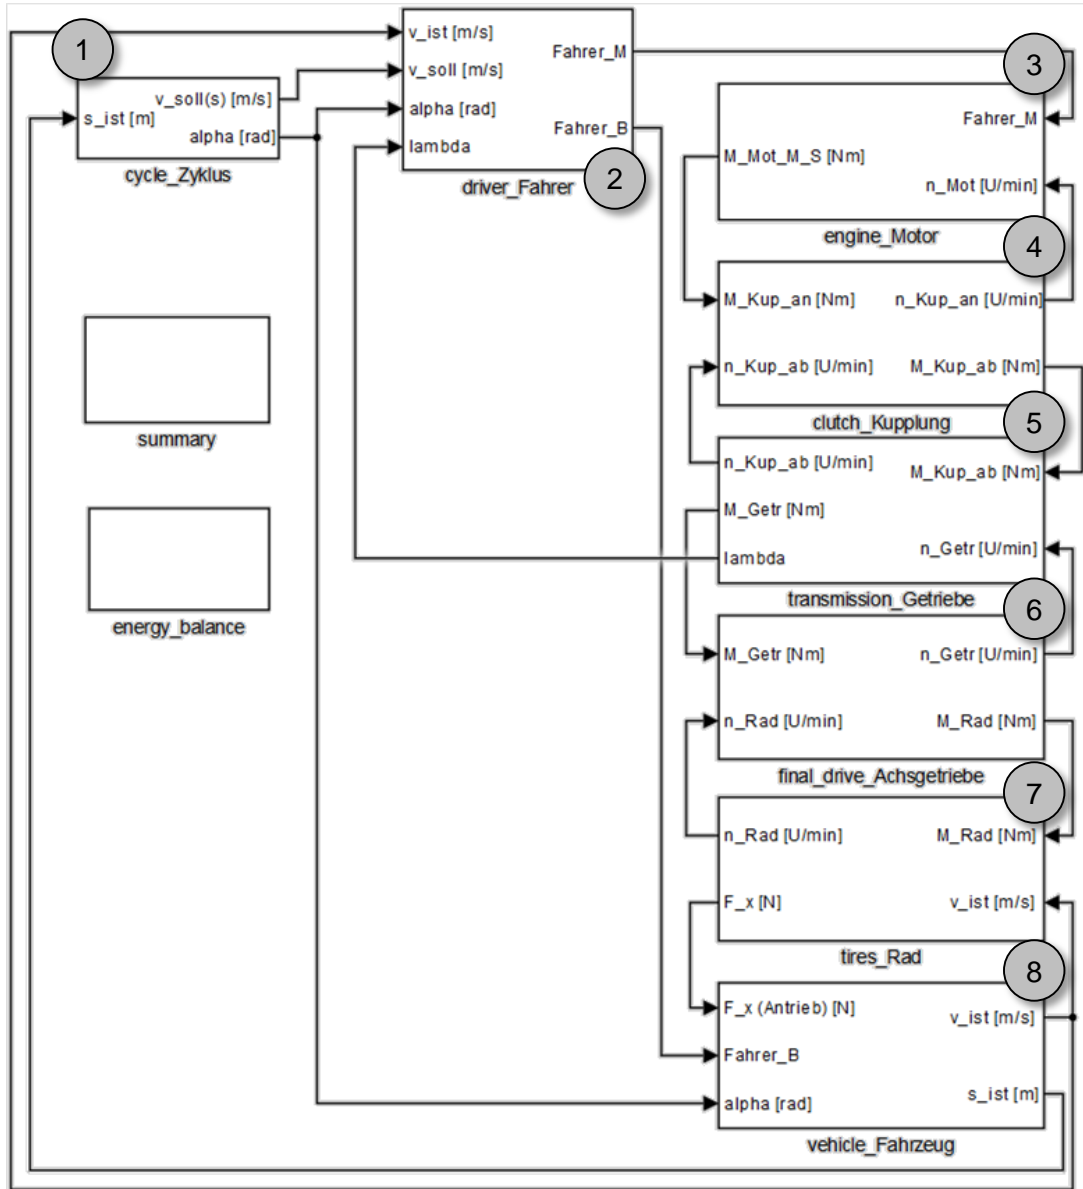 1
s_ist [m]
v_soll(s) [m/s]
alpha [rad]
cycle_Zyklus
v_ist [m/s]
v_soll [m/s]
alpha [rad]
lambda
Fahrer_M
Fahrer_B
2
driver_Fahrer
summary
energy_balance
3
Fahrer_M
M_Mot_M_S [Nm]
n_Mot [U/min]
engine_Motor
4
M_Kup_an [Nm]
n_Kup_an [U/min]
n_Kup_ab [U/min]
M_Kup_ab [Nm]
clutch_Kupplung
5
n_Kup_ab [U/min]
M_Kup_ab [Nm]
M_Getr [Nm]
n_Getr [U/min]
lambda
transmission_Getriebe
6
M_Getr [Nm]
n_Getr [U/min]
n_Rad [U/min]
M_Rad [Nm]
final_drive_Achsgetriebe
7
n_Rad [U/min]
M_Rad [Nm]
F_x [N]
v_ist [m/s]
tires_Rad
8
F_x (Antrieb) [N]
v_ist [m/s]
Fahrer_B
s_ist [m]
alpha [rad]
vehicle_Fahrzeug